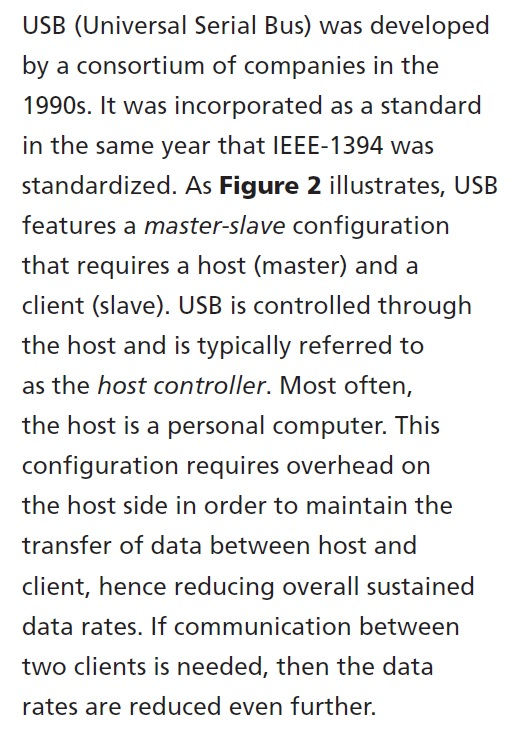 USB (Universal Serial Bus) was developed
by a consortium of companies in the
1990s. It was incorporated as a standard
in the same year that IEEE-1394 was
standardized. As Figure 2 illustrates, USB
features a master-slave configuration
that requires a host (master) and a
client (slave). USB is controlled through
the host and is typically referred to
as the host controller. Most often,
the host is a personal computer. This
configuration requires overhead on
the host side in order to maintain the
transfer of data between host and
client, hence reducing overall sustained
data rates. If communication between
two clients is needed, then the data
rates are reduced even further.